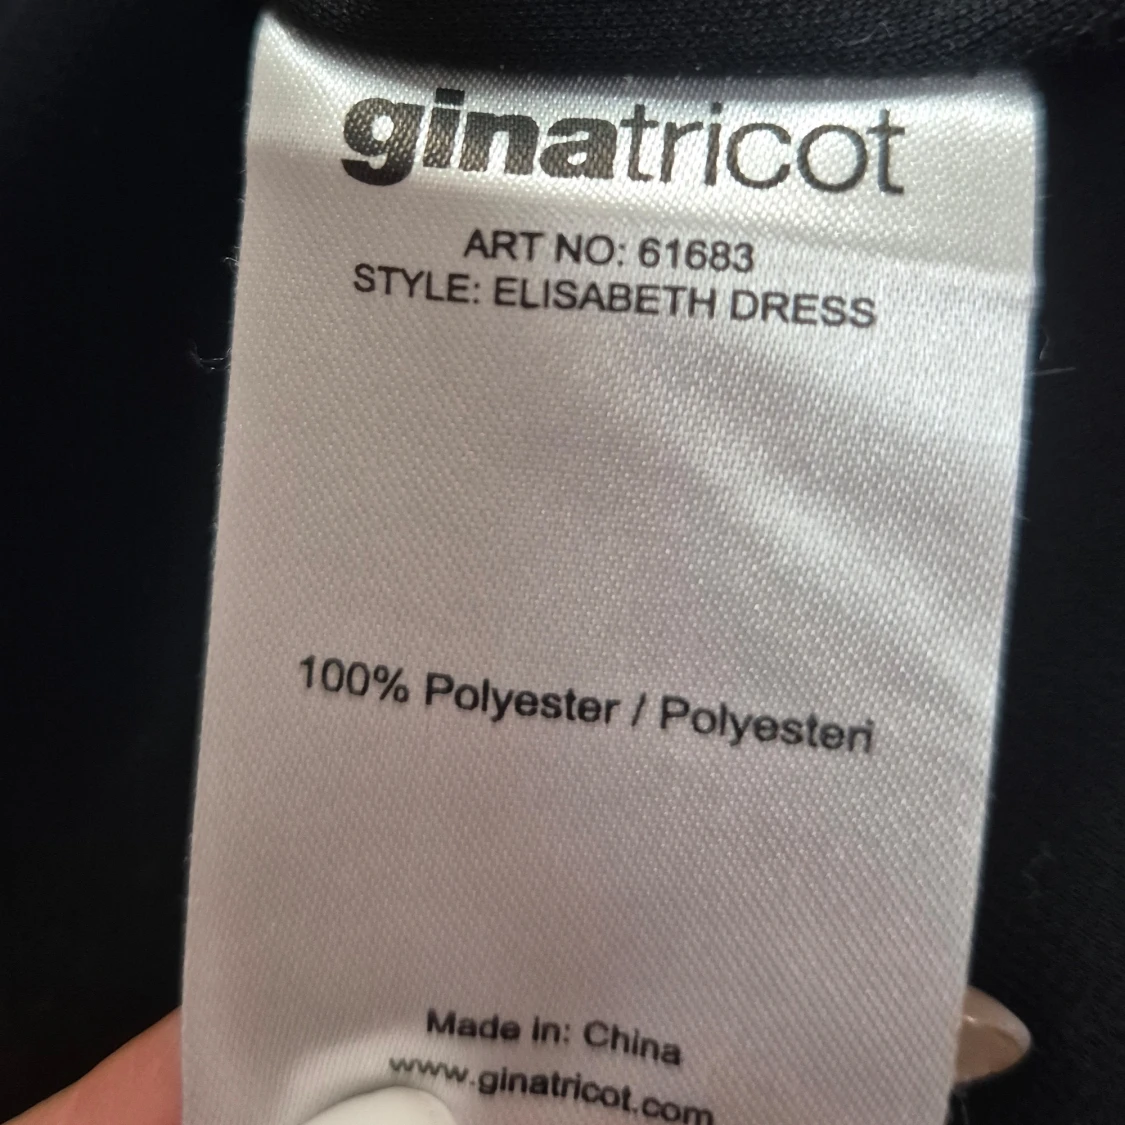 ginatricot
ART NO: 61683
STYLE: ELISABETH DRESS
100% Polyester / Polyesteri
Made in: China
www.ginatricot.com